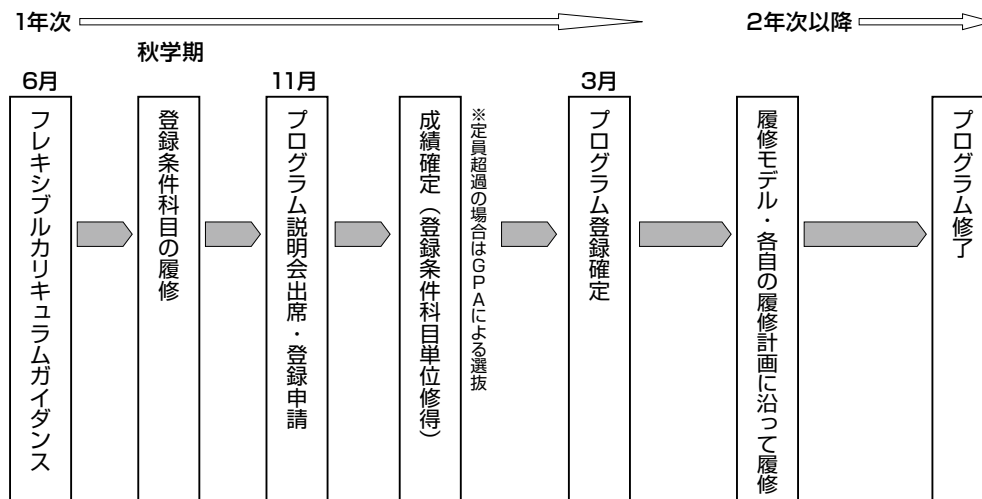 1年次
2年次以降
秋学期
6月
11月
3月
フレキシブルカリキュラムガイダンス
登録条件科目の履修
プログラム説明会出席・登録申請
成績確定（登録条件科目単位修得）
※定員超過の場合はGPAによる選抜
プログラム登録確定
履修モデル・各自の履修計画に沿って履修
プログラム修了